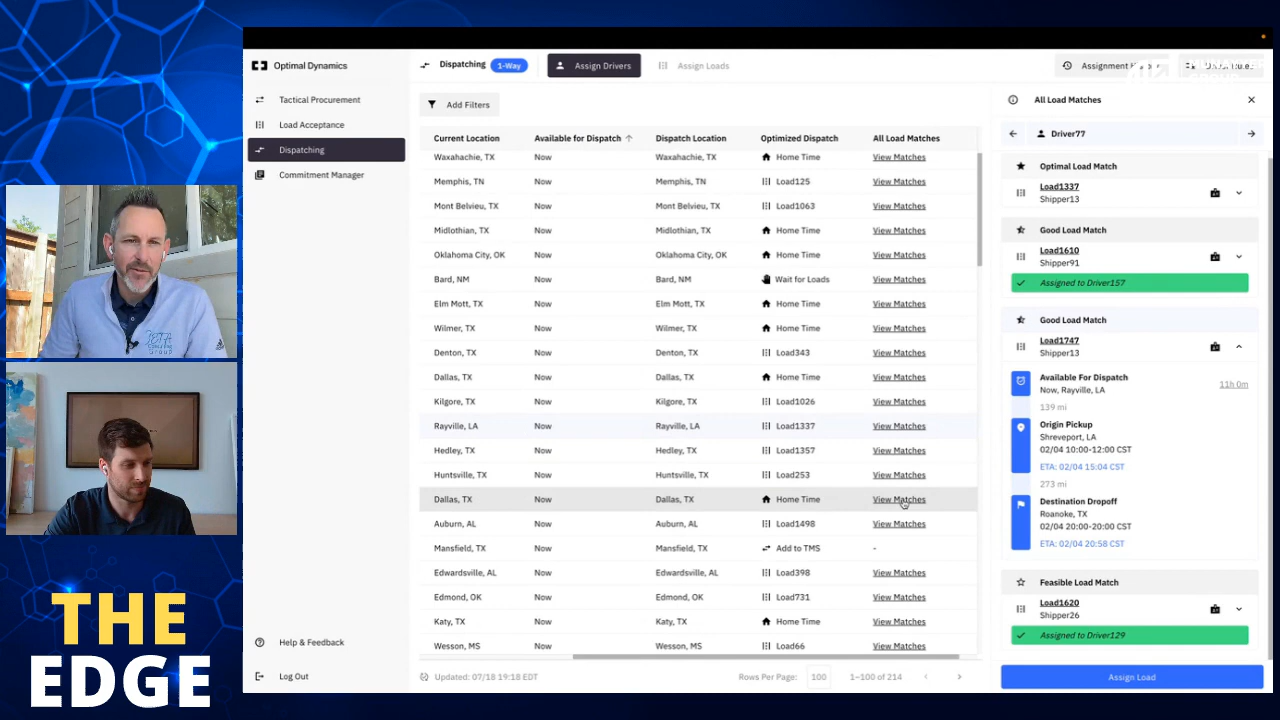 Optimal Dynamics
Tactical Procurement
Load Acceptance
Dispatching
Commitment Manager
Help & Feedback
Log Out
Dispatching 1-Way Assign Drivers Assign Loads
Add Filters
Current Location Available for Dispatch Dispatch Location Optimized Dispatch All Load Matches
Waxahachie, TX Now Waxahachie, TX Home Time View Matches
Memphis, TN Now Memphis, TN Load125 View Matches
Mont Belvieu, TX Now Mont Belvieu, TX Load1063 View Matches
Midlothian, TX Now Midlothian, TX Home Time View Matches
Oklahoma City, OK Now Oklahoma City, OK Home Time View Matches
Bard, NM Now Bard, NM Wait for Loads View Matches
Elm Mott, TX Now Elm Mott, TX Home Time View Matches
Wilmer, TX Now Wilmer, TX Home Time View Matches
Denton, TX Now Denton, TX Load343 View Matches
Dallas, TX Now Dallas, TX Home Time View Matches
Kilgore, TX Now Kilgore, TX Load1026 View Matches
Rayville, LA Now Rayville, LA Load1337 View Matches
Hedley, TX Now Hedley, TX Load1357 View Matches
Huntsville, TX Now Huntsville, TX Load253 View Matches
Dallas, TX Now Dallas, TX Home Time View Matches
Auburn, AL Now Auburn, AL Load1498 View Matches
Mansfield, TX Now Mansfield, TX Add to TMS -
Edwardsville, AL Now Edwardsville, AL Load398 View Matches
Edmond, OK Now Edmond, OK Load731 View Matches
Katy, TX Now Katy, TX Home Time View Matches
Wesson, MS Now Wesson, MS Load66 View Matches
Updated: 07/18 19:18 EDT Rows Per Page: 100 1–100 of 214
Assignment
All Load Matches
Driver77
Optimal Load Match
Load1337
Shipper13
Good Load Match
Load1610
Shipper91
Assigned to Driver157
Good Load Match
Load1747
Shipper13
Available For Dispatch 11h 0m
Now, Rayville, LA
139 mi
Origin Pickup
Shreveport, LA
02/04 10:00-12:00 CST
ETA: 02/04 15:04 CST
273 mi
Destination Dropoff
Roanoke, TX
02/04 20:00-20:00 CST
ETA: 02/04 20:58 CST
Feasible Load Match
Load1620
Shipper26
Assigned to Driver129
Assign Load
THE
EDGE